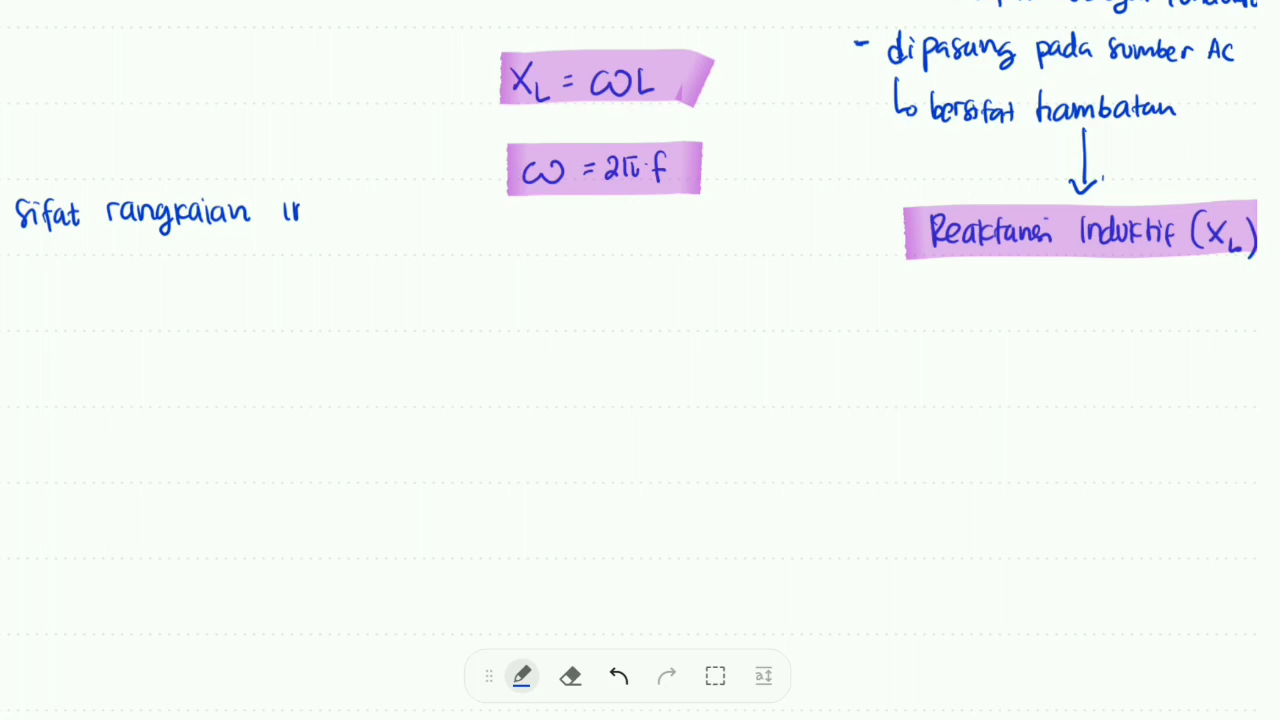 - dipasang pada sumber AC
X_L = ωL
↳ bersifat hambatan
ω = 2π·f
Sifat rangkaian
Reaktansi Induktif (X_L)